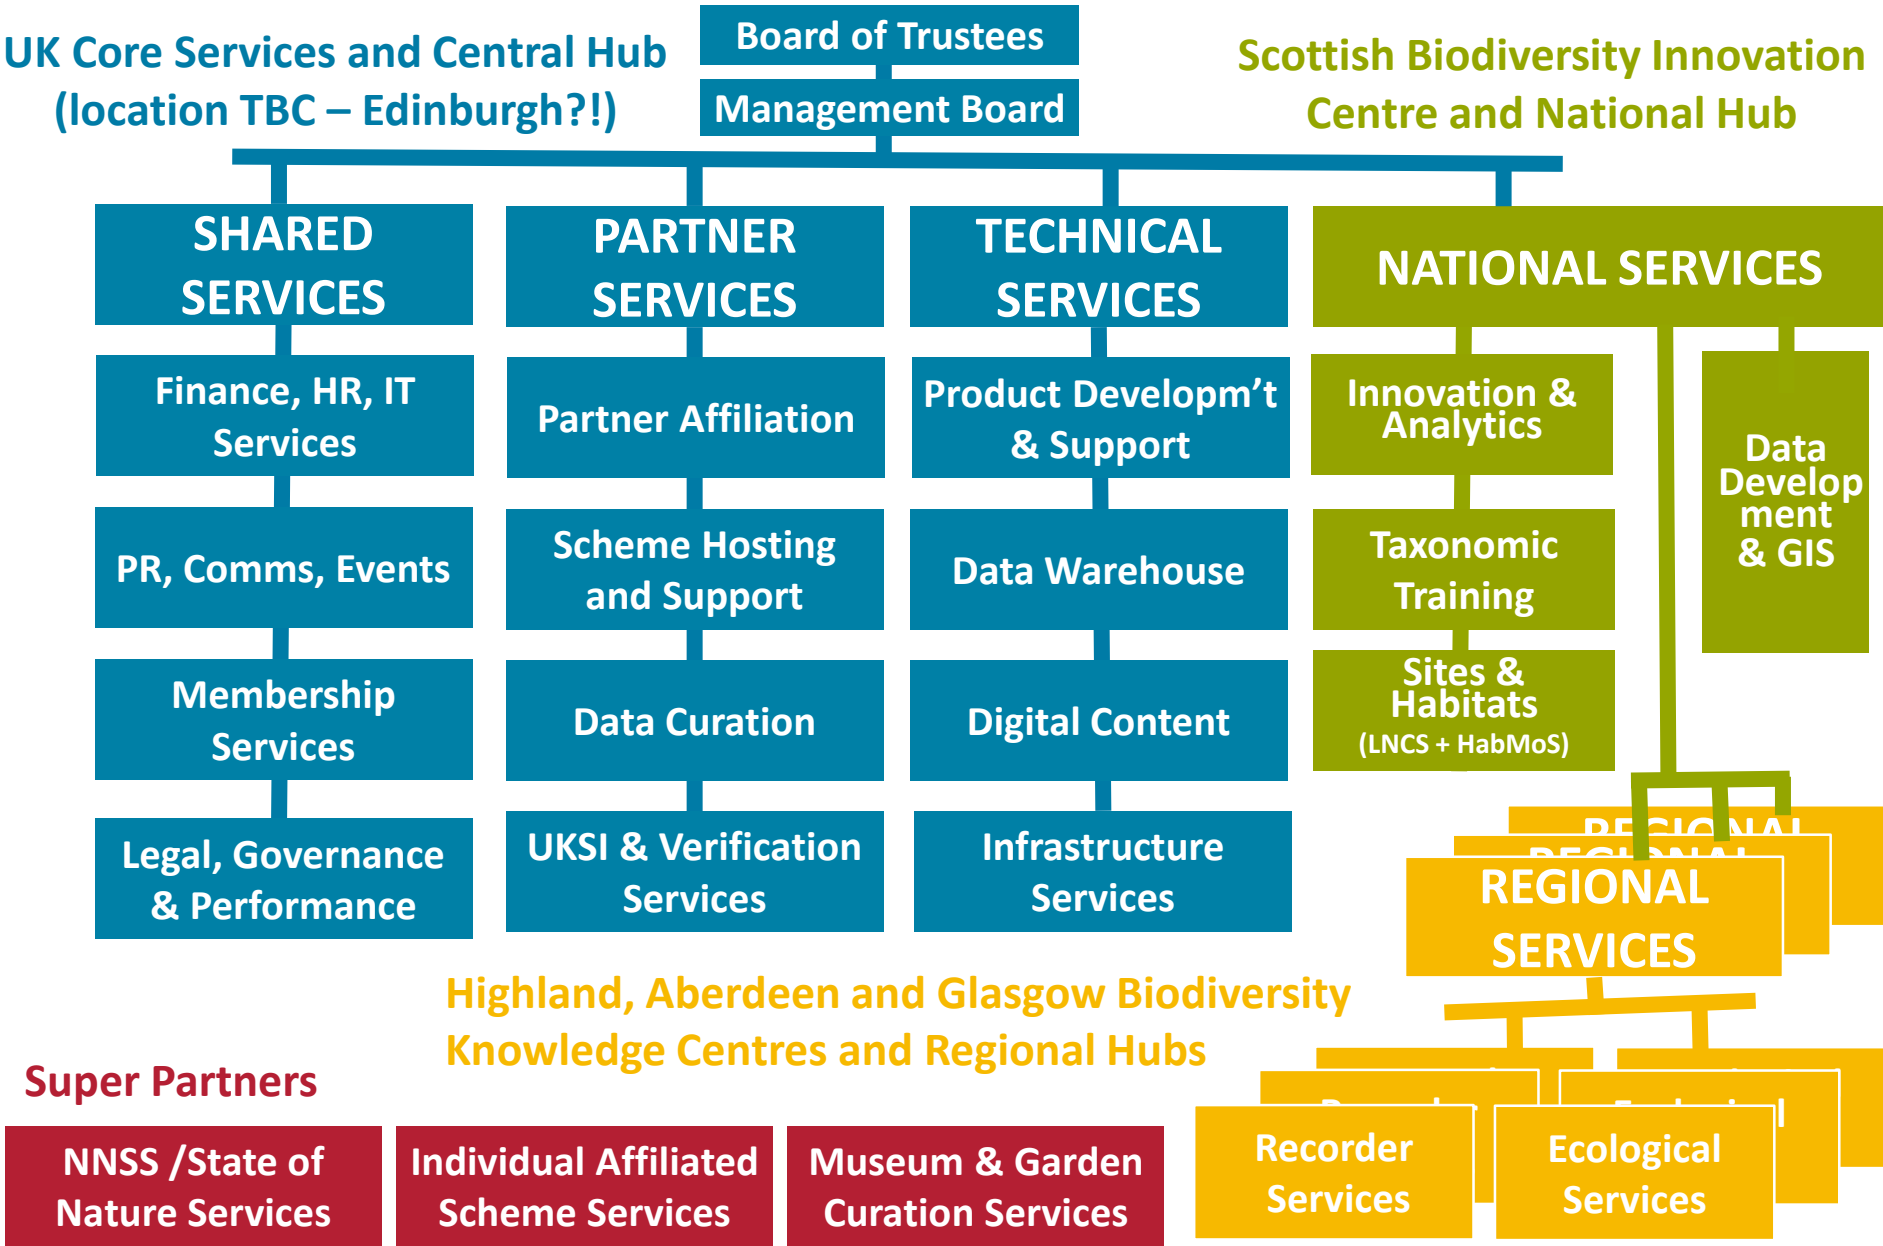 UK Core Services and Central Hub
(location TBC – Edinburgh?!)
Board of Trustees
Management Board
Scottish Biodiversity Innovation
Centre and National Hub
SHARED
SERVICES
Finance, HR, IT
Services
PR, Comms, Events
Membership
Services
Legal, Governance
& Performance
PARTNER
SERVICES
Partner Affiliation
Scheme Hosting
and Support
Data Curation
UKSI & Verification
Services
TECHNICAL
SERVICES
Product Developm’t
& Support
Data Warehouse
Digital Content
Infrastructure
Services
NATIONAL SERVICES
Innovation &
Analytics
Taxonomic
Training
Sites &
Habitats
(LNCS + HabMoS)
Data
Develop
ment
& GIS
REGIONAL
REGIONAL
REGIONAL
SERVICES
Highland, Aberdeen and Glasgow Biodiversity
Knowledge Centres and Regional Hubs
Recorder
Services
Ecological
Services
Super Partners
NNSS /State of
Nature Services
Individual Affiliated
Scheme Services
Museum & Garden
Curation Services